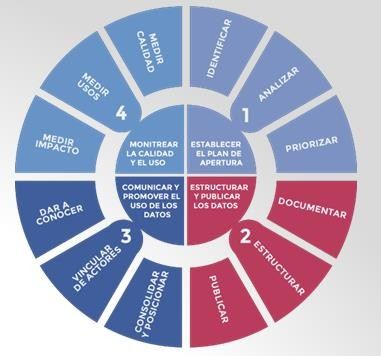 1
ESTABLECER
EL PLAN DE
APERTURA
IDENTIFICAR
ANALIZAR
PRIORIZAR
2
ESTRUCTURAR
Y PUBLICAR
LOS DATOS
DOCUMENTAR
ESTRUCTURAR
PUBLICAR
3
COMUNICAR Y
PROMOVER EL
USO DE LOS
DATOS
CONSOLIDAR
Y POSICIONAR
VINCULAR
DE ACTORES
DAR A
CONOCER
4
MONITREAR
LA CALIDAD
Y EL USO
MEDIR
IMPACTO
MEDIR
USOS
MEDIR
CALIDAD